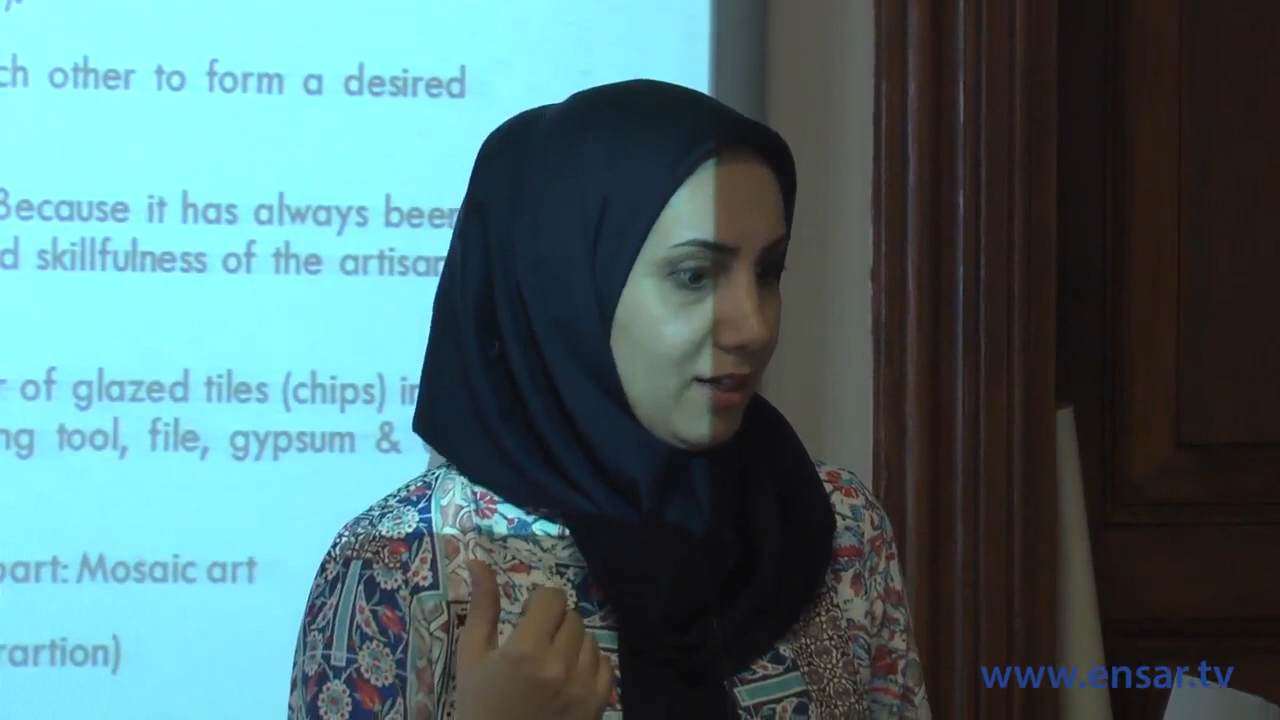 ch other to form a desired
Because it has always been
d skillfulness of the artisan
r of glazed tiles (chips) in
ng tool, file, gypsum &
part: Mosaic art
rartion)
www.ensar.tv